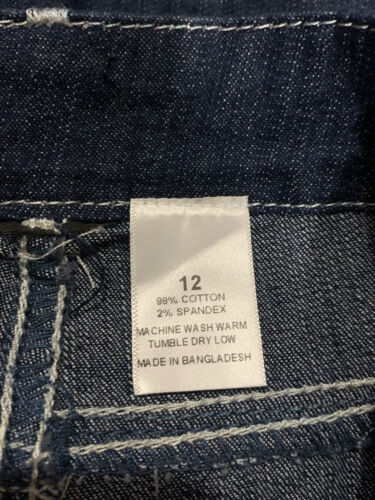 12
98% COTTON
2% SPANDEX
MACHINE WASH WARM
TUMBLE DRY LOW
MADE IN BANGLADESH